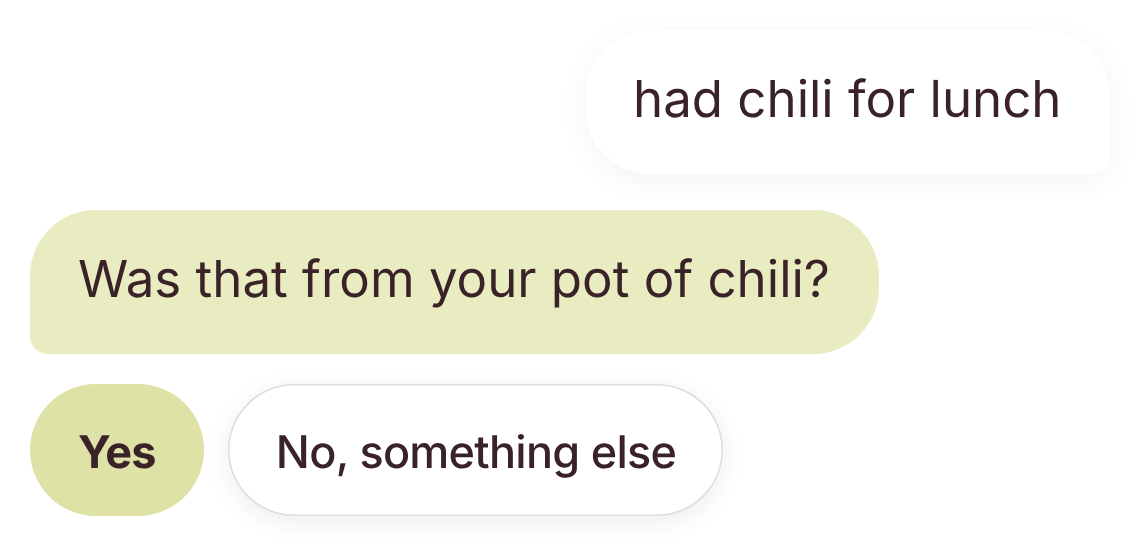 had chili for lunch
Was that from your pot of chili?
Yes
No, something else